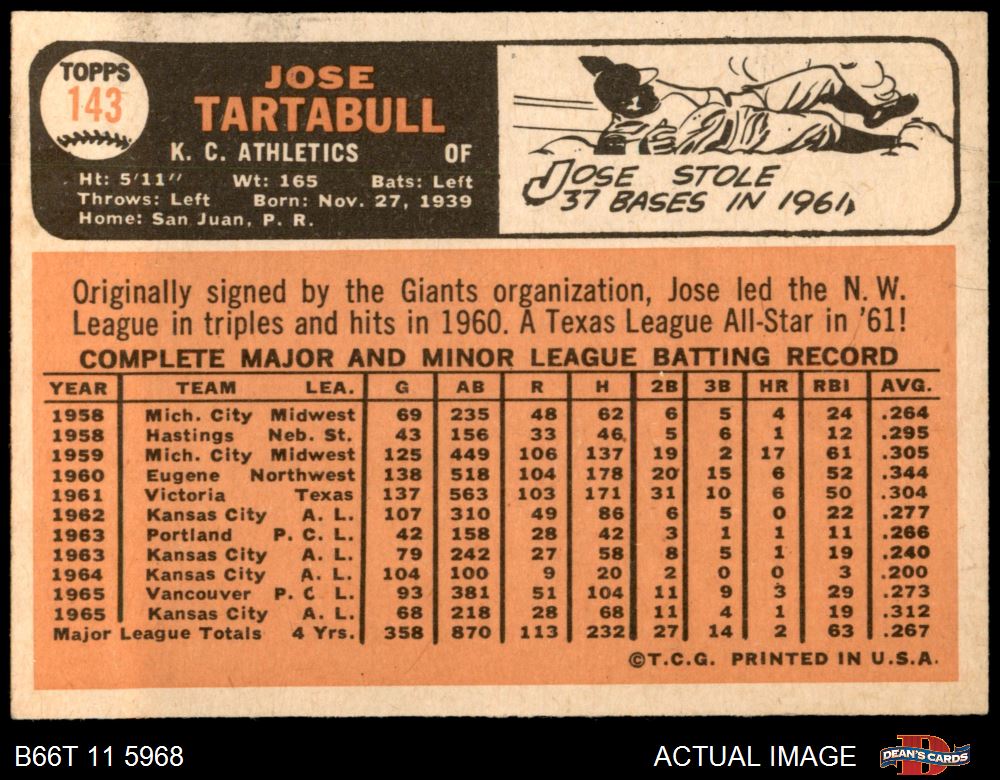 TOPPS
143
JOSE
TARTABULL
K. C. ATHLETICS OF
Ht: 5'11" Wt: 165 Bats: Left
Throws: Left Born: Nov. 27, 1939
Home: San Juan, P. R.
JOSE STOLE
37 BASES IN 1961.
Originally signed by the Giants organization, Jose led the N. W.
League in triples and hits in 1960. A Texas League All-Star in '61!
COMPLETE MAJOR AND MINOR LEAGUE BATTING RECORD
YEAR TEAM LEA. G AB R H 2B 3B HR RBI AVG.
1958 Mich. City Midwest 69 235 48 62 6 5 4 24 .264
1958 Hastings Neb. St. 43 156 33 46 5 6 1 12 .295
1959 Mich. City Midwest 125 449 106 137 19 2 17 61 .305
1960 Eugene Northwest 138 518 104 178 20 15 6 52 .344
1961 Victoria Texas 137 563 103 171 31 10 6 50 .304
1962 Kansas City A. L. 107 310 49 86 6 5 0 22 .277
1963 Portland P. C. L. 42 158 28 42 3 1 1 11 .266
1963 Kansas City A. L. 79 242 27 58 8 5 1 19 .240
1964 Kansas City A. L. 104 100 9 20 2 0 0 3 .200
1965 Vancouver P. C L. 93 381 51 104 11 9 3 29 .273
1965 Kansas City A. L. 68 218 28 68 11 4 1 19 .312
Major League Totals 4 Yrs. 358 870 113 232 27 14 2 63 .267
©T.C.G. PRINTED IN U.S.A.
B66T 11 5968 ACTUAL IMAGE DEAN'S CARDS